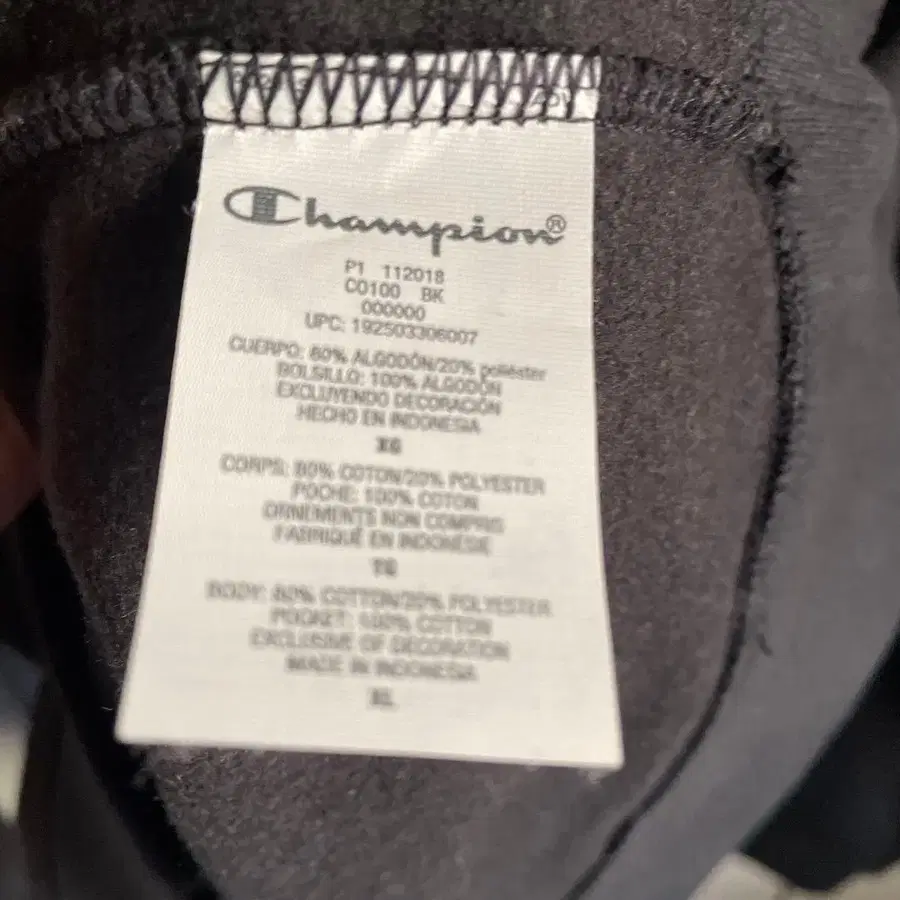 Champion®
P1 112018
C0100 BK
000000
UPC: 192503306007
CUERPO: 80% ALGODÓN/20% poliéster
BOLSILLO: 100% ALGODÓN
EXCLUYENDO DECORACIÓN
HECHO EN INDONESIA
XG
CORPS: 80% COTON/20% POLYESTER
POCHE: 100% COTON
ORNEMENTS NON COMPRIS
FABRIQUÉ EN INDONÉSIE
TG
BODY: 80% COTTON/20% POLYESTER
POCKET: 100% COTTON
EXCLUSIVE OF DECORATION
MADE IN INDONESIA
XL